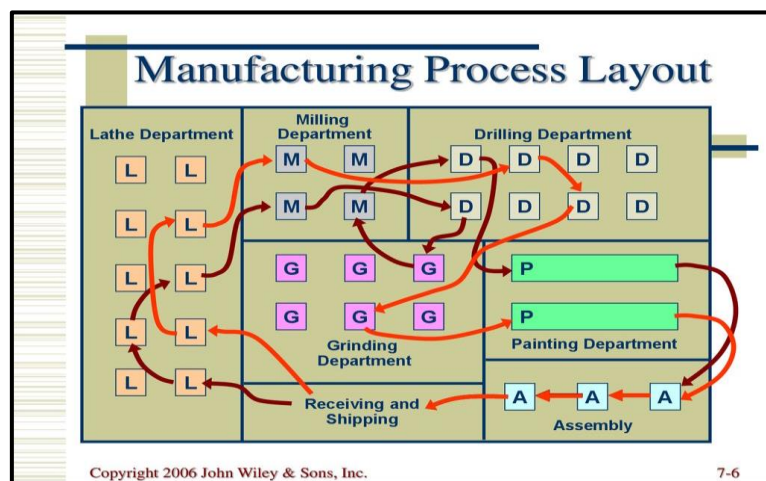 Manufacturing Process Layout
Lathe Department
Milling
Department
Drilling Department
L L
M M
D D D D
L L
M M
D D D D
L L
G G G
P
L L
G G G
P
Grinding
Department
Painting Department
L L
Receiving and
Shipping
A A A
Assembly
Copyright 2006 John Wiley & Sons, Inc.
7-6